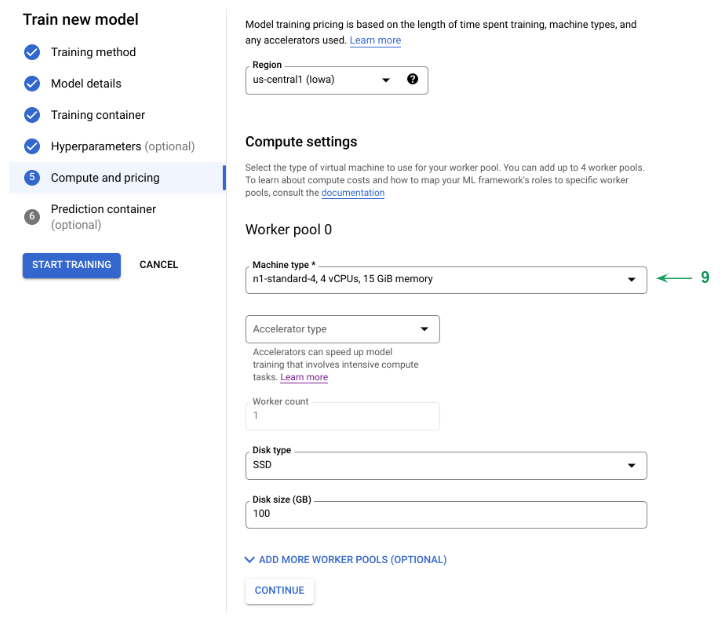 Train new model
Training method
Model details
Training container
Hyperparameters (optional)
5 Compute and pricing
6 Prediction container
(optional)
START TRAINING CANCEL
Model training pricing is based on the length of time spent training, machine types, and
any accelerators used. Learn more
Region
us-central1 (Iowa) ?
Compute settings
Select the type of virtual machine to use for your worker pool. You can add up to 4 worker pools.
To learn about compute costs and how to map your ML framework's roles to specific worker
pools, consult the documentation
Worker pool 0
Machine type *
n1-standard-4, 4 vCPUs, 15 GiB memory
9
Accelerator type
Accelerators can speed up model
training that involves intensive compute
tasks. Learn more
Worker count
1
Disk type
SSD
Disk size (GB)
100
ADD MORE WORKER POOLS (OPTIONAL)
CONTINUE